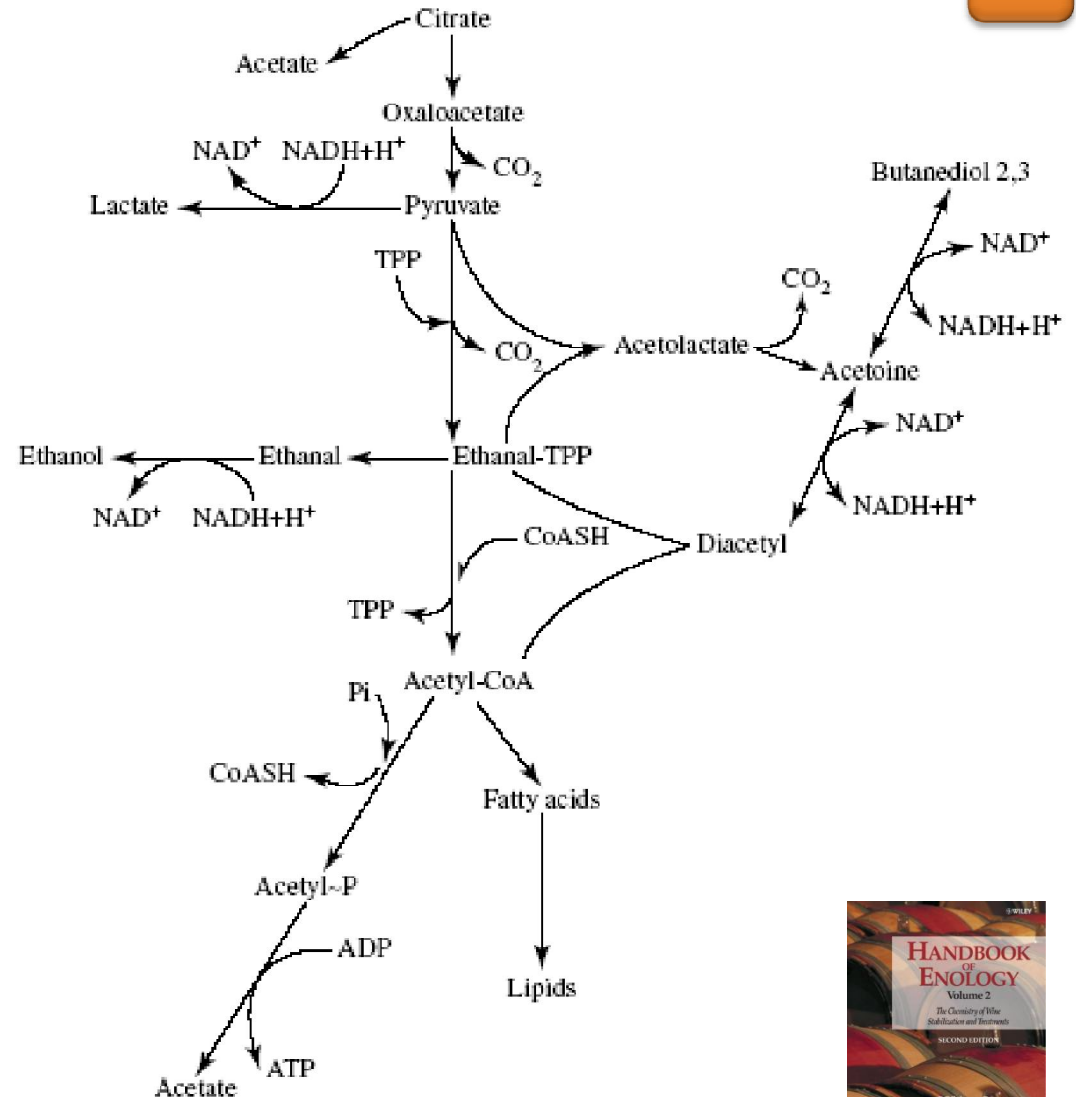 Citrate
Acetate
Oxaloacetate
NAD⁺ NADH+H⁺
CO₂
Butanediol 2,3
Lactate
Pyruvate
NAD⁺
TPP
CO₂
NADH+H⁺
CO₂
Acetolactate
Acetoine
NAD⁺
Ethanol
Ethanal
Ethanal-TPP
NAD⁺ NADH+H⁺
NADH+H⁺
CoASH
Diacetyl
TPP
Acetyl-CoA
Pi
CoASH
Fatty acids
Acetyl~P
ADP
Lipids
ATP
Acetate
WILEY
HANDBOOK
OF
ENOLOGY
Volume 2
The Chemistry of Wine
Stabilization and Treatments
SECOND EDITION